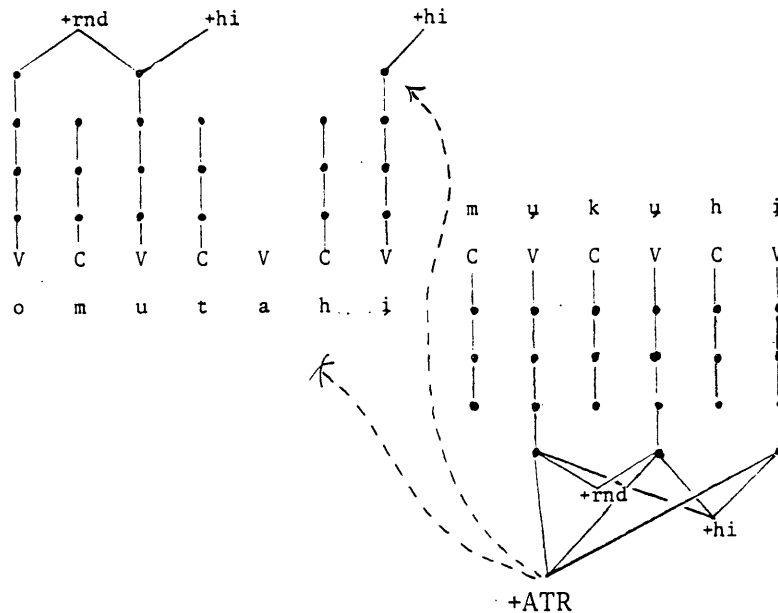 +rnd +hi +hi
V C V C V C V
o m u t a h i̧
m u̧ k u̧ h i̧
C V C V C V
+rnd
+hi
+ATR